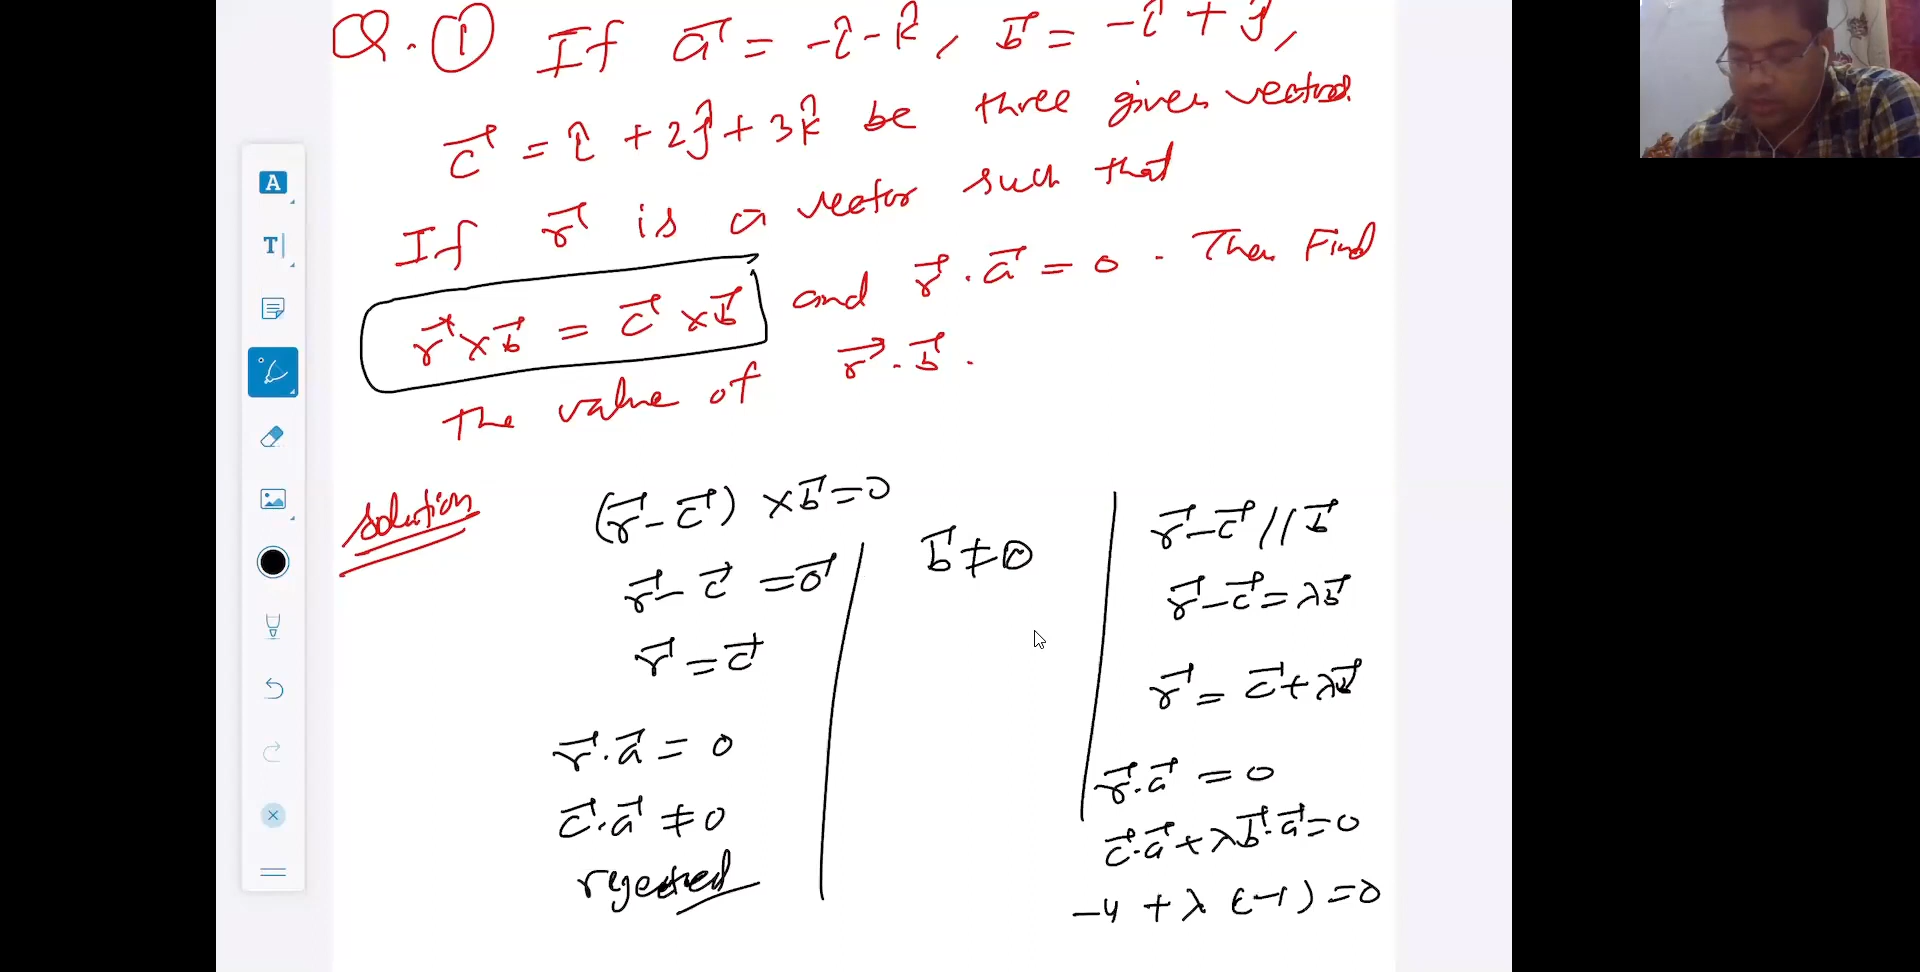 Q. ① If a⃗ = -î - k̂, b⃗ = -î + ĵ,
c⃗ = î + 2ĵ + 3k̂ be three given vectors.
If r⃗ is a vector such that
r⃗ × b⃗ = c⃗ × b⃗ and r⃗ . a⃗ = 0 . Then Find
the value of r⃗ . b⃗ .
solution
(r⃗ - c⃗) × b⃗ = 0
r⃗ - c⃗ = 0⃗
r⃗ = c⃗
r⃗ . a⃗ = 0
c⃗ . a⃗ ≠ 0
rejected
b⃗ ≠ 0
r⃗ - c⃗ // b⃗
r⃗ - c⃗ = λb⃗
r⃗ = c⃗ + λb⃗
r⃗ . a⃗ = 0
c⃗ . a⃗ + λ b⃗ . a⃗ = 0
-4 + λ (-1) = 0
A
T